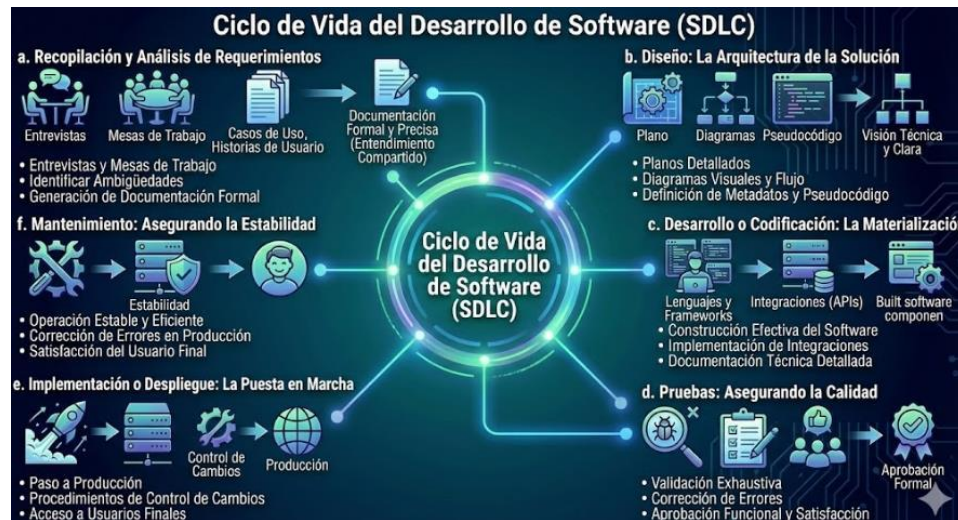 Ciclo de Vida del Desarrollo de Software (SDLC)
a. Recopilación y Análisis de Requerimientos
Entrevistas
Mesas de Trabajo
Casos de Uso,
Historias de Usuario
Documentación
Formal y Precisa
(Entendimiento
Compartido)
• Entrevistas y Mesas de Trabajo
• Identificar Ambigüedades
• Generación de Documentación Formal
b. Diseño: La Arquitectura de la Solución
Plano
Diagramas
Pseudocódigo
Visión Técnica
y Clara
• Planos Detallados
• Diagramas Visuales y Flujo
• Definición de Metadatos y Pseudocódigo
f. Mantenimiento: Asegurando la Estabilidad
Estabilidad
• Operación Estable y Eficiente
• Corrección de Errores en Producción
• Satisfacción del Usuario Final
Ciclo de Vida
del Desarrollo
de Software
(SDLC)
c. Desarrollo o Codificación: La Materializació
Lenguajes y
Frameworks
Integraciones (APIs)
Built software
componen
• Construcción Efectiva del Software
• Implementación de Integraciones
• Documentación Técnica Detallada
e. Implementación o Despliegue: La Puesta en Marcha
Control de
Cambios
Producción
• Paso a Producción
• Procedimientos de Control de Cambios
• Acceso a Usuarios Finales
d. Pruebas: Asegurando la Calidad
Aprobación
Formal
• Validación Exhaustiva
• Corrección de Errores
• Aprobación Funcional y Satisfacción